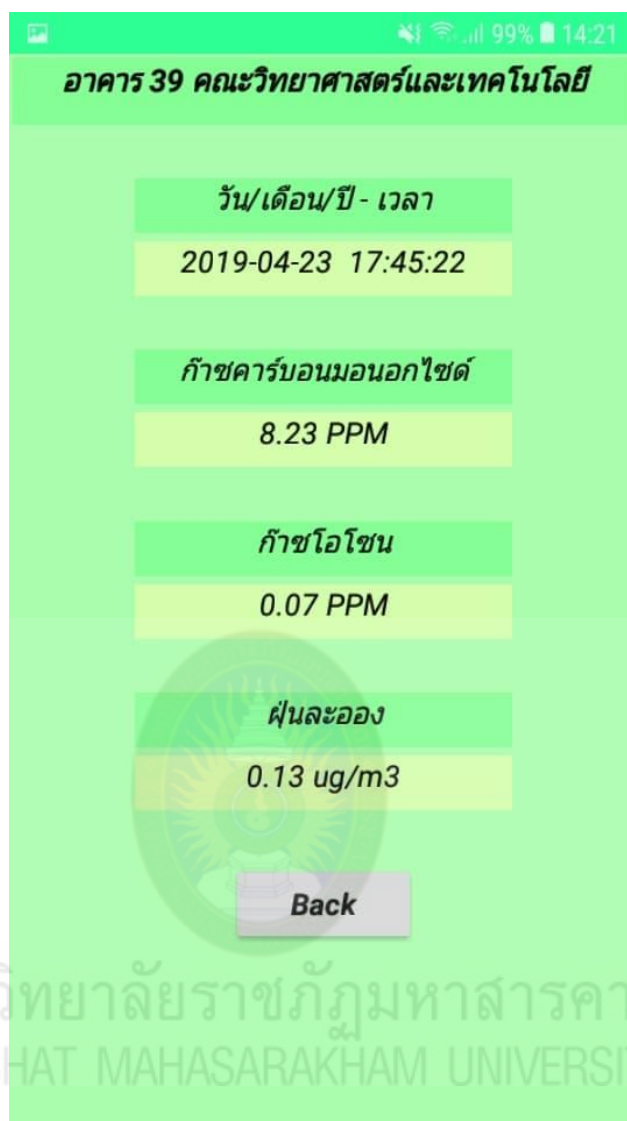 99% 14:21
อาคาร 39 คณะวิทยาศาสตร์และเทคโนโลยี
วัน/เดือน/ปี - เวลา
2019-04-23 17:45:22
ก๊าซคาร์บอนมอนอกไซด์
8.23 PPM
ก๊าซโอโซน
0.07 PPM
ฝุ่นละออง
0.13 ug/m3
Back
วิทยาลัยราชภัฏมหาสารคา
HAT MAHASARAKHAM UNIVERSI